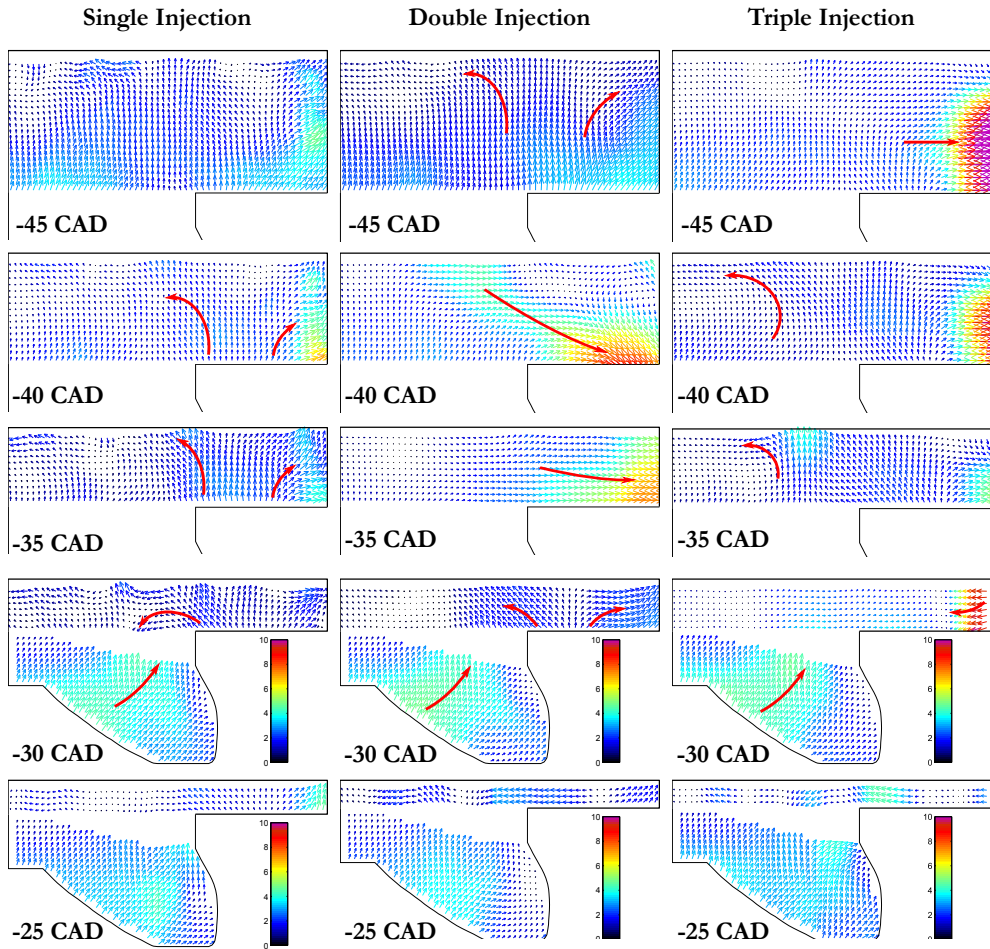 Single Injection Double Injection Triple Injection
-45 CAD -45 CAD -45 CAD
-40 CAD -40 CAD -40 CAD
-35 CAD -35 CAD -35 CAD
10 10 10
8 8 8
6 6 6
4 4 4
2 2 2
0 0 0
-30 CAD -30 CAD -30 CAD
10 10 10
8 8 8
6 6 6
4 4 4
2 2 2
0 0 0
-25 CAD -25 CAD -25 CAD